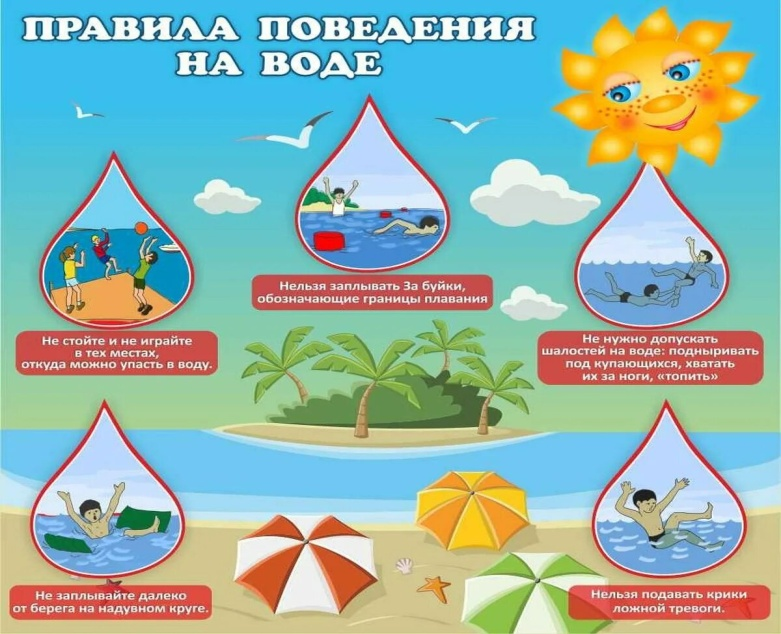 ПРАВИЛА ПОВЕДЕНИЯ
НА ВОДЕ
Нельзя заплывать За буйки,
обозначающие границы плавания
Не стойте и не играйте
в тех местах,
откуда можно упасть в воду.
Не нужно допускать
шалостей на воде: подныривать
под купающихся, хватать
их за ноги, «топить»
Не заплывайте далеко
от берега на надувном круге.
Нельзя подавать крики
ложной тревоги.